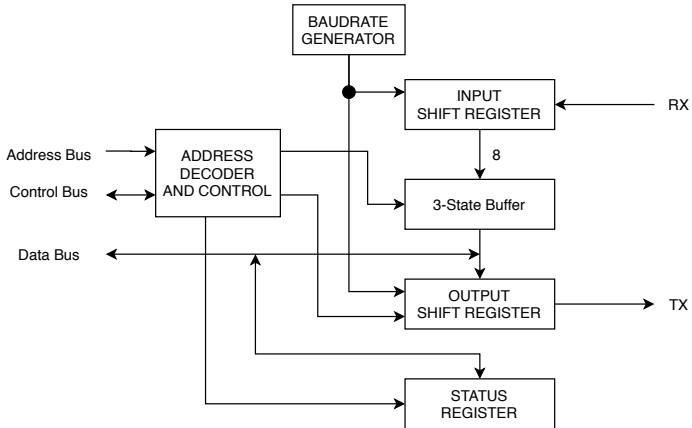 BAUDRATE
GENERATOR
INPUT
SHIFT REGISTER
RX
8
Address Bus
ADDRESS
DECODER
AND CONTROL
Control Bus
3-State Buffer
Data Bus
OUTPUT
SHIFT REGISTER
TX
STATUS
REGISTER